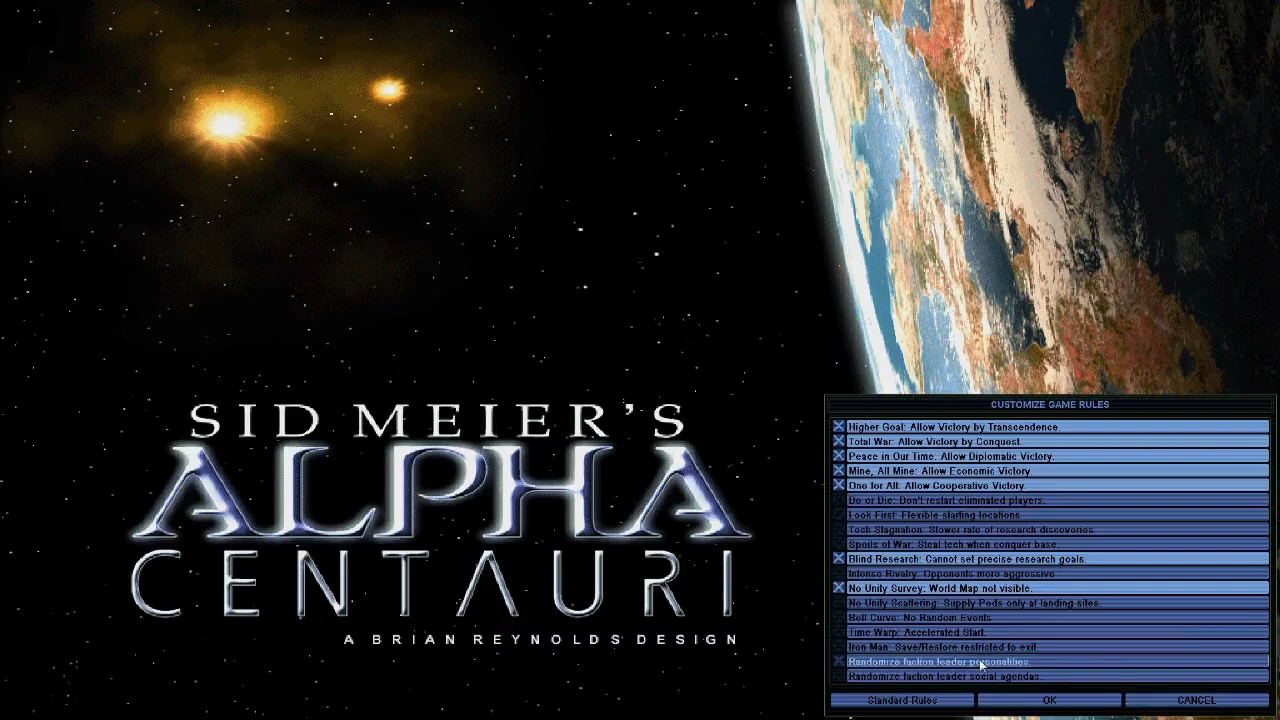 SID MEIER'S
ALPHA
CENTAURI
A BRIAN REYNOLDS DESIGN
CUSTOMIZE GAME RULES
Higher Goal: Allow Victory by Transcendence.
Total War: Allow Victory by Conquest.
Peace in Our Time: Allow Diplomatic Victory.
Mine, All Mine: Allow Economic Victory.
One for All: Allow Cooperative Victory.
Do or Die: Don't restart eliminated players.
Look First: Flexible starting locations.
Tech Stagnation: Slower rate of research discoveries.
Spoils of War: Steal tech when conquer base.
Blind Research: Cannot set precise research goals.
Intense Rivalry: Opponents more aggressive.
No Unity Survey: World Map not visible.
No Unity Scattering: Supply Pods only at landing sites.
Bell Curve: No Random Events.
Time Warp: Accelerated Start.
Iron Man: Save/Restore restricted to exit.
Randomize faction leader personalities.
Randomize faction leader social agendas.
Standard Rules
OK
CANCEL